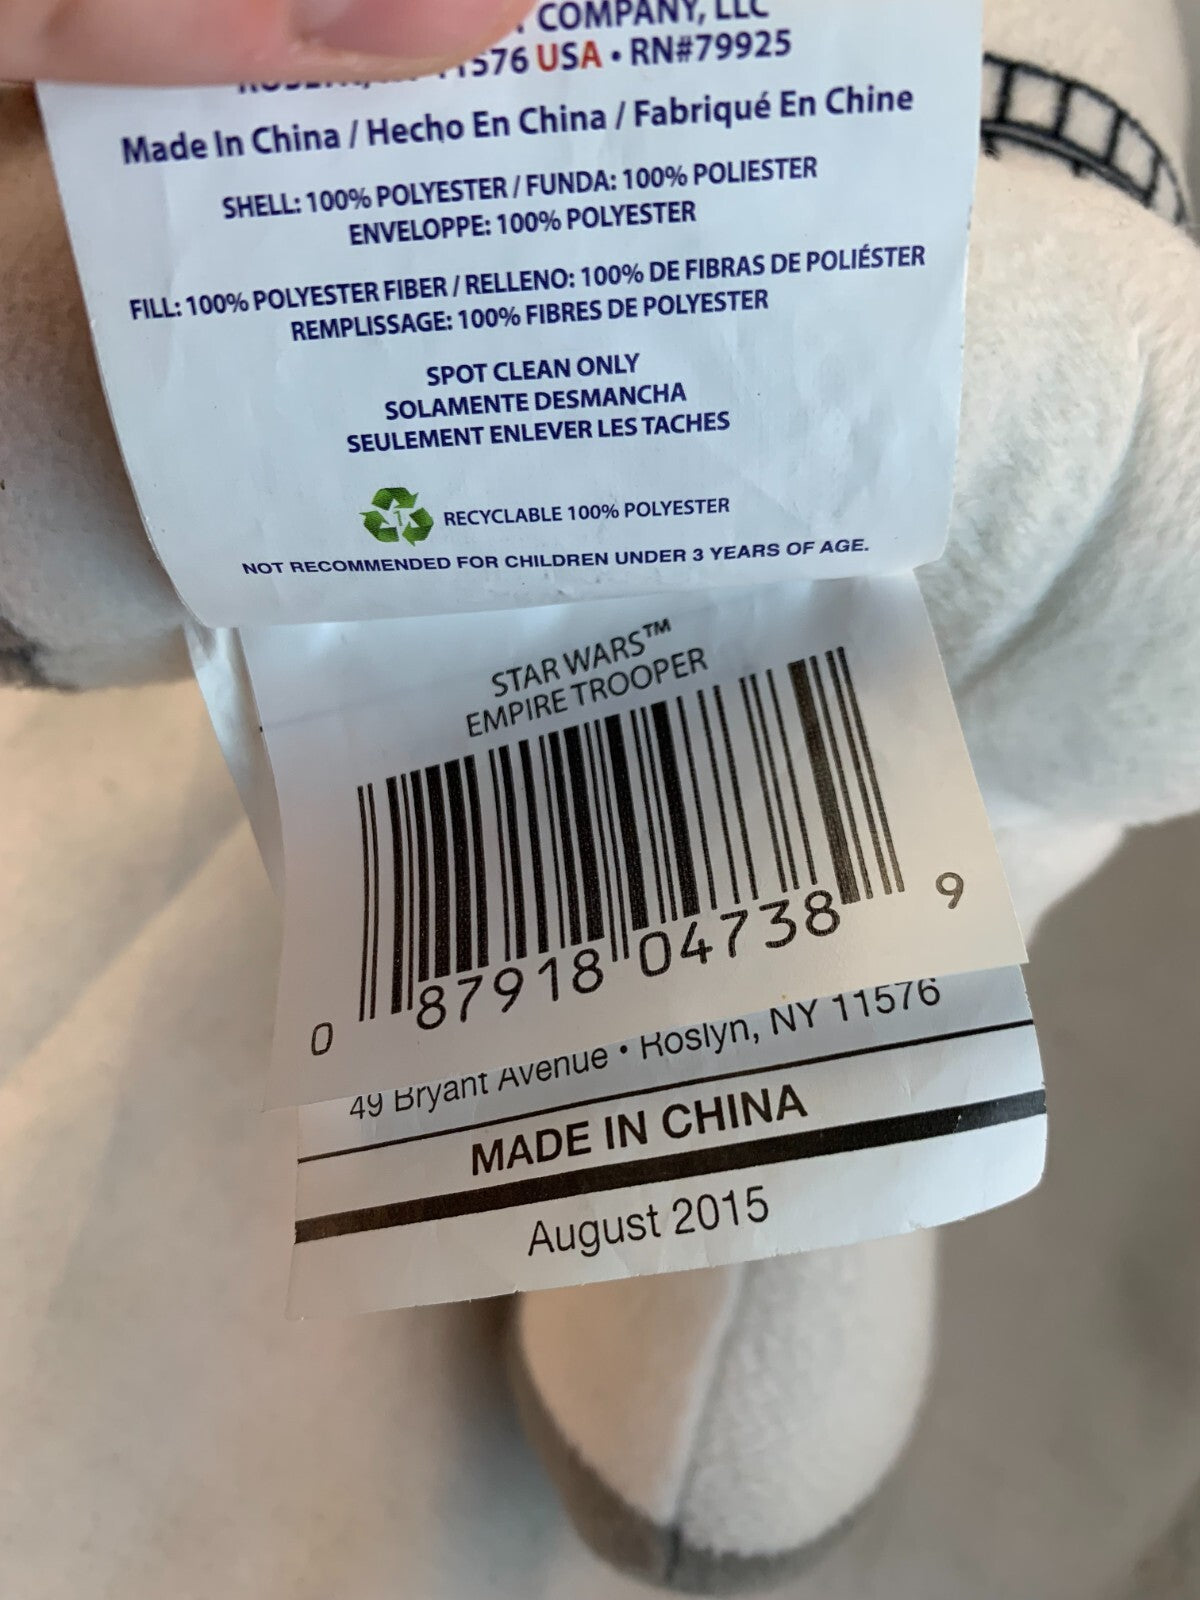 COMPANY, LLC
11576 USA • RN#79925
Made In China / Hecho En China / Fabriqué En Chine
SHELL: 100% POLYESTER / FUNDA: 100% POLIESTER
ENVELOPPE: 100% POLYESTER
FILL: 100% POLYESTER FIBER / RELLENO: 100% DE FIBRAS DE POLIÉSTER
REMPLISSAGE: 100% FIBRES DE POLYESTER
SPOT CLEAN ONLY
SOLAMENTE DESMANCHA
SEULEMENT ENLEVER LES TACHES
1 RECYCLABLE 100% POLYESTER
NOT RECOMMENDED FOR CHILDREN UNDER 3 YEARS OF AGE.
STAR WARS™
EMPIRE TROOPER
0 87918 04738 9
49 Bryant Avenue • Roslyn, NY 11576
MADE IN CHINA
August 2015